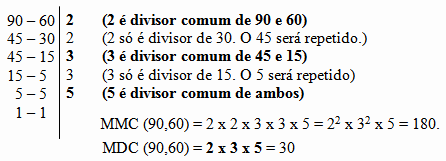 90 – 60 2 (2 é divisor comum de 90 e 60)
45 – 30 2 (2 só é divisor de 30. O 45 será repetido.)
45 – 15 3 (3 é divisor comum de 45 e 15)
15 – 5 3 (3 só é divisor de 15. O 5 será repetido)
5 – 5 5 (5 é divisor comum de ambos)
1 – 1
MMC (90,60) = 2 x 2 x 3 x 3 x 5 = 2² x 3² x 5 = 180.
MDC (90,60) = 2 x 3 x 5 = 30